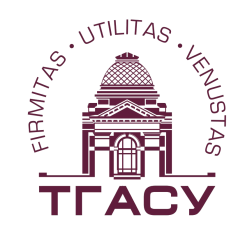 FIRMITAS · UTILITAS · VENUSTAS
ТГАСУ